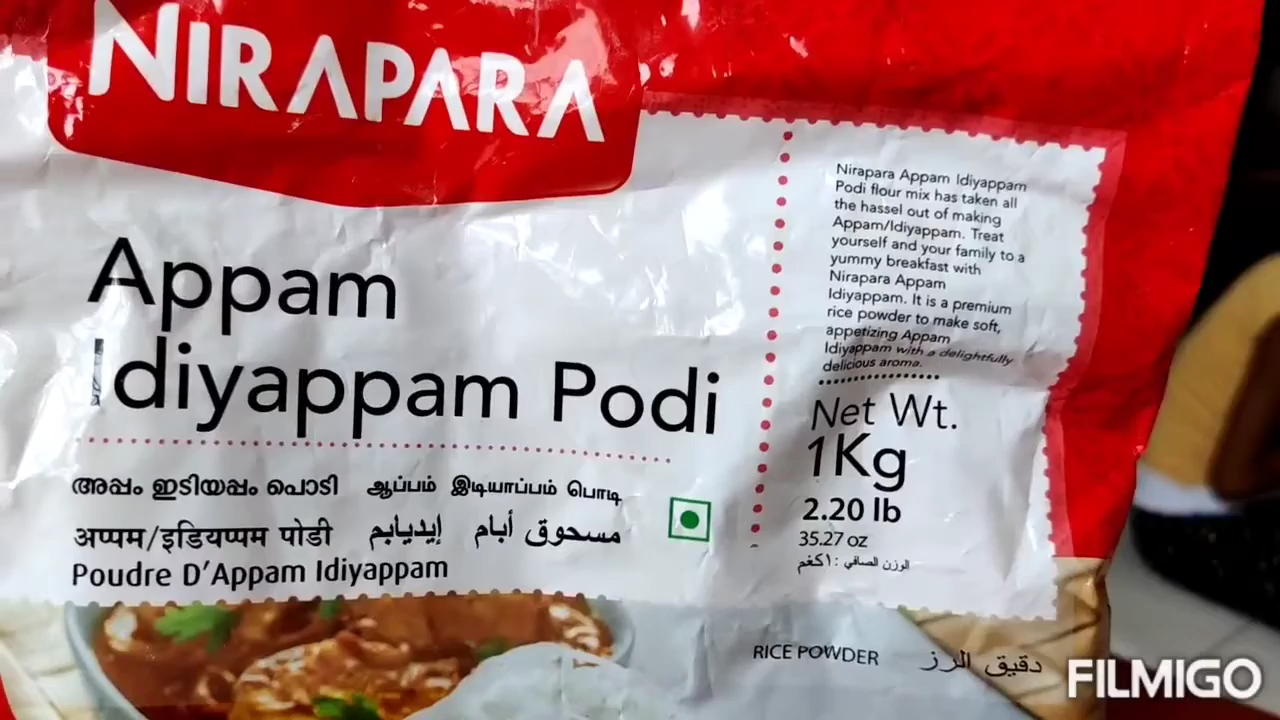 NIRAPARA
Appam
Idiyappam Podi
അപ്പം ഇടിയപ്പം പൊടി ஆப்பம் இடியாப்பம் பொடி
अप्पम/इडियप्पम पोडी مسحوق أبام إيديابم
Poudre D'Appam Idiyappam
Nirapara Appam Idiyappam
Podi flour mix has taken all
the hassel out of making
Appam/Idiyappam. Treat
yourself and your family to a
yummy breakfast with
Nirapara Appam
Idiyappam. It is a premium
rice powder to make soft,
appetizing Appam
Idiyappam with a delightfully
delicious aroma.
Net Wt.
1Kg
2.20 lb
35.27 oz
الوزن الصافي : ١كغم
RICE POWDER دقيق الرز
FILMIGO